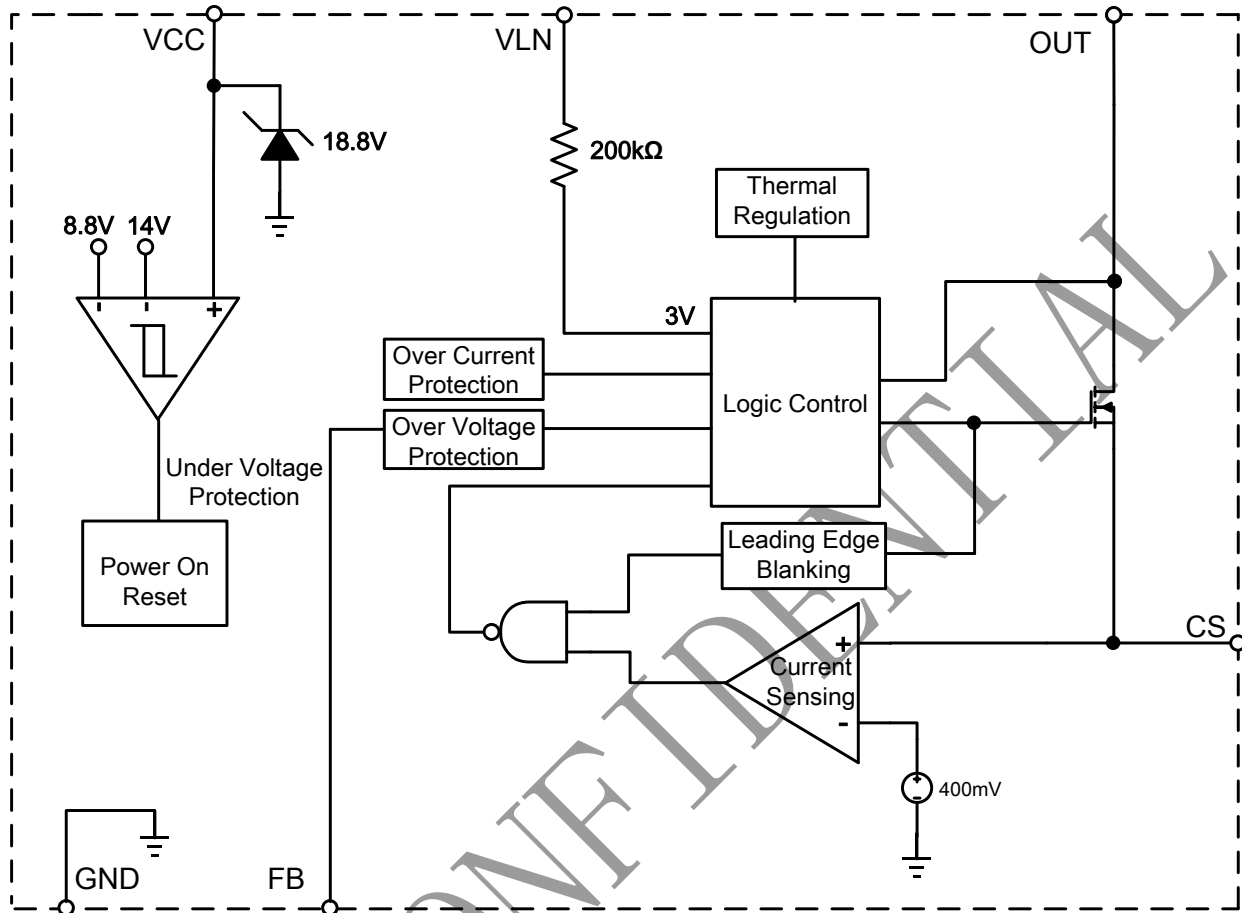 VCC
VLN
OUT
18.8V
200kΩ
8.8V 14V
- - +
Thermal
Regulation
3V
Over Current
Protection
Logic Control
Over Voltage
Protection
Under Voltage
Protection
Power On
Reset
Leading Edge
Blanking
CS
+
Current
Sensing
-
+
-
400mV
GND
FB
ONFIDENTIAL